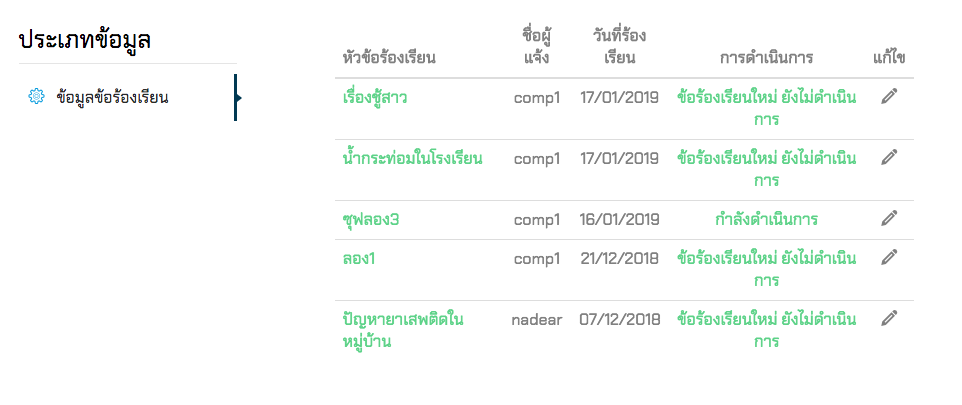 ประเภทข้อมูล
ข้อมูลข้อร้องเรียน
หัวข้อร้องเรียน ชื่อผู้แจ้ง วันที่ร้องเรียน การดำเนินการ แก้ไข
เรื่องชู้สาว comp1 17/01/2019 ข้อร้องเรียนใหม่ ยังไม่ดำเนินการ
น้ำกระท่อมในโรงเรียน comp1 17/01/2019 ข้อร้องเรียนใหม่ ยังไม่ดำเนินการ
ซุฟลอง3 comp1 16/01/2019 กำลังดำเนินการ
ลอง1 comp1 21/12/2018 ข้อร้องเรียนใหม่ ยังไม่ดำเนินการ
ปัญหายาเสพติดในหมู่บ้าน nadear 07/12/2018 ข้อร้องเรียนใหม่ ยังไม่ดำเนินการ